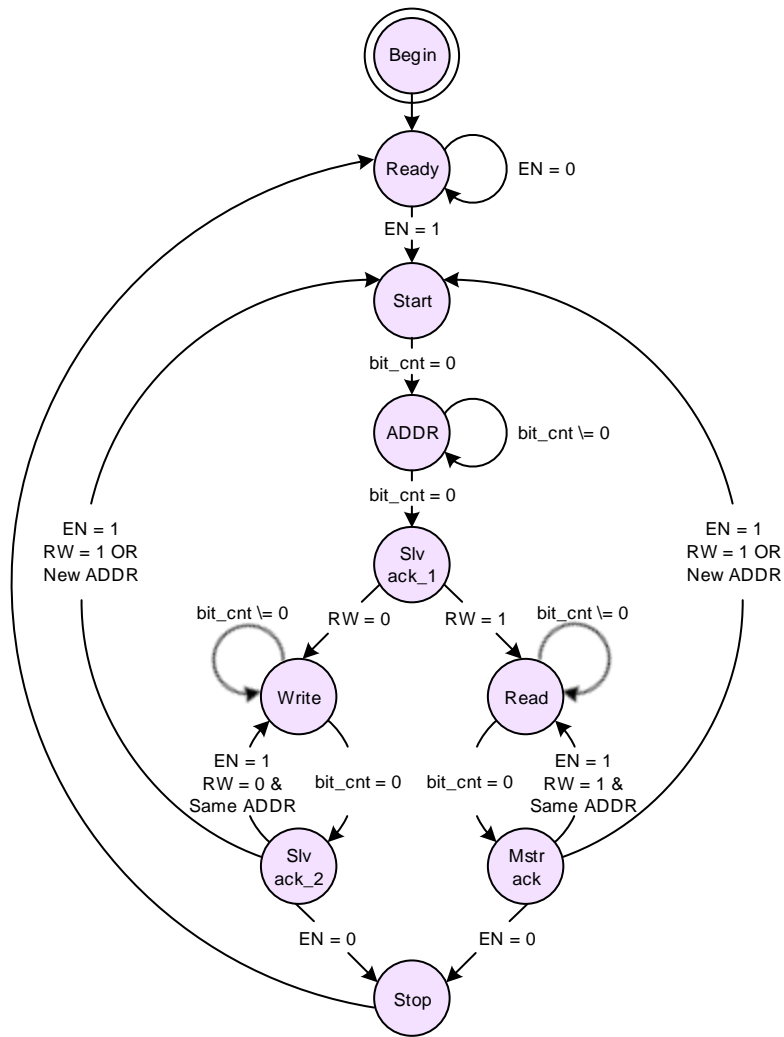 Begin
Ready
EN = 0
EN = 1
Start
bit_cnt = 0
ADDR
bit_cnt \= 0
bit_cnt = 0
Slv
ack_1
EN = 1
RW = 1 OR
New ADDR
EN = 1
RW = 1 OR
New ADDR
RW = 0
RW = 1
bit_cnt \= 0
bit_cnt \= 0
Write
Read
EN = 1
RW = 0 &
Same ADDR
bit_cnt = 0
bit_cnt = 0
EN = 1
RW = 1 &
Same ADDR
Slv
ack_2
Mstr
ack
EN = 0
EN = 0
Stop